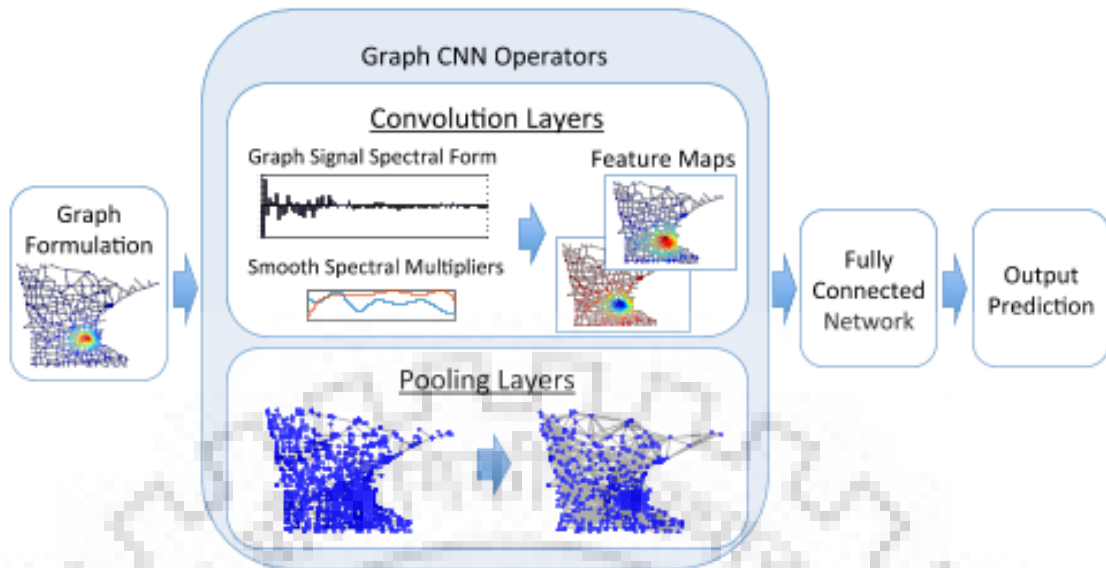 Graph CNN Operators
Convolution Layers
Graph Signal Spectral Form
Feature Maps
Smooth Spectral Multipliers
Graph
Formulation
Fully
Connected
Network
Output
Prediction
Pooling Layers